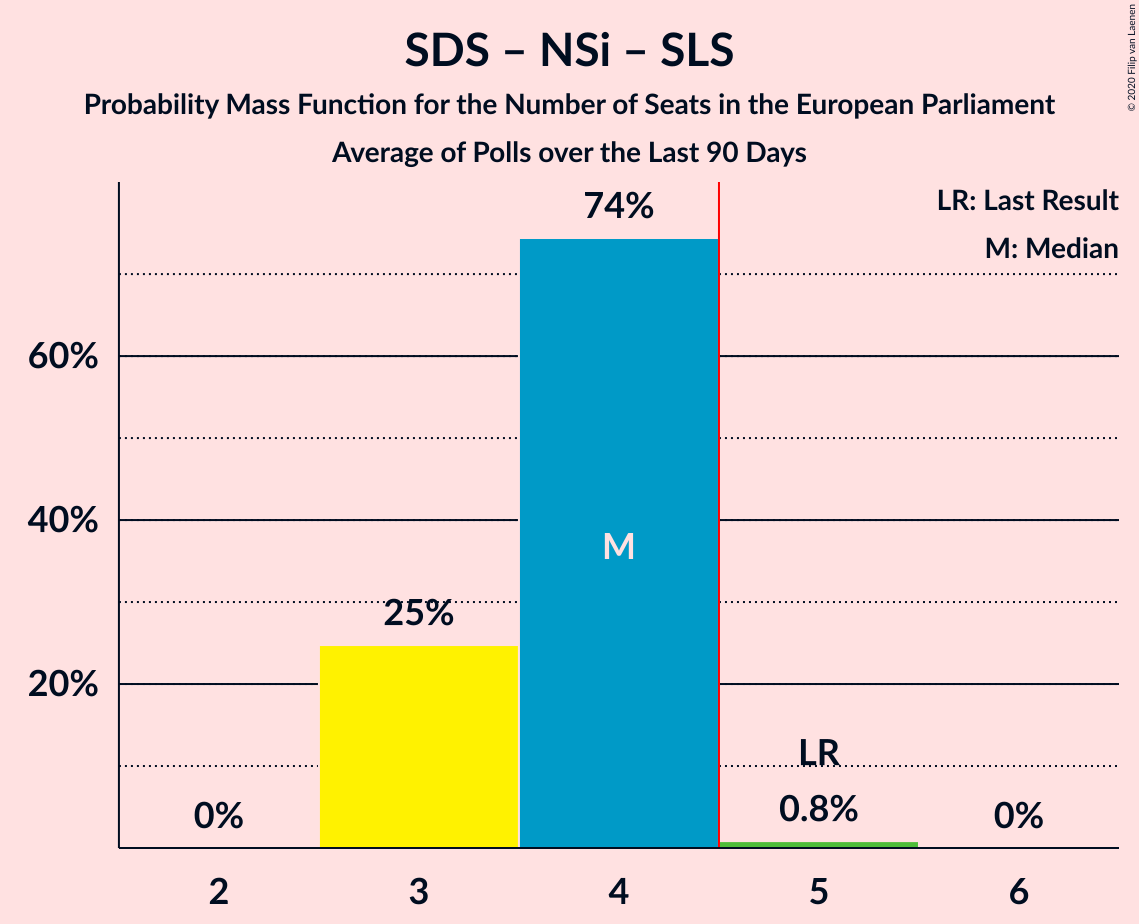 SDS – NSi – SLS
Probability Mass Function for the Number of Seats in the European Parliament
Average of Polls over the Last 90 Days
© 2020 Filip van Laenen
LR: Last Result
M: Median
74%
60%
40%
M
25%
20%
LR
0%
0.8%
0%
2 3 4 5 6